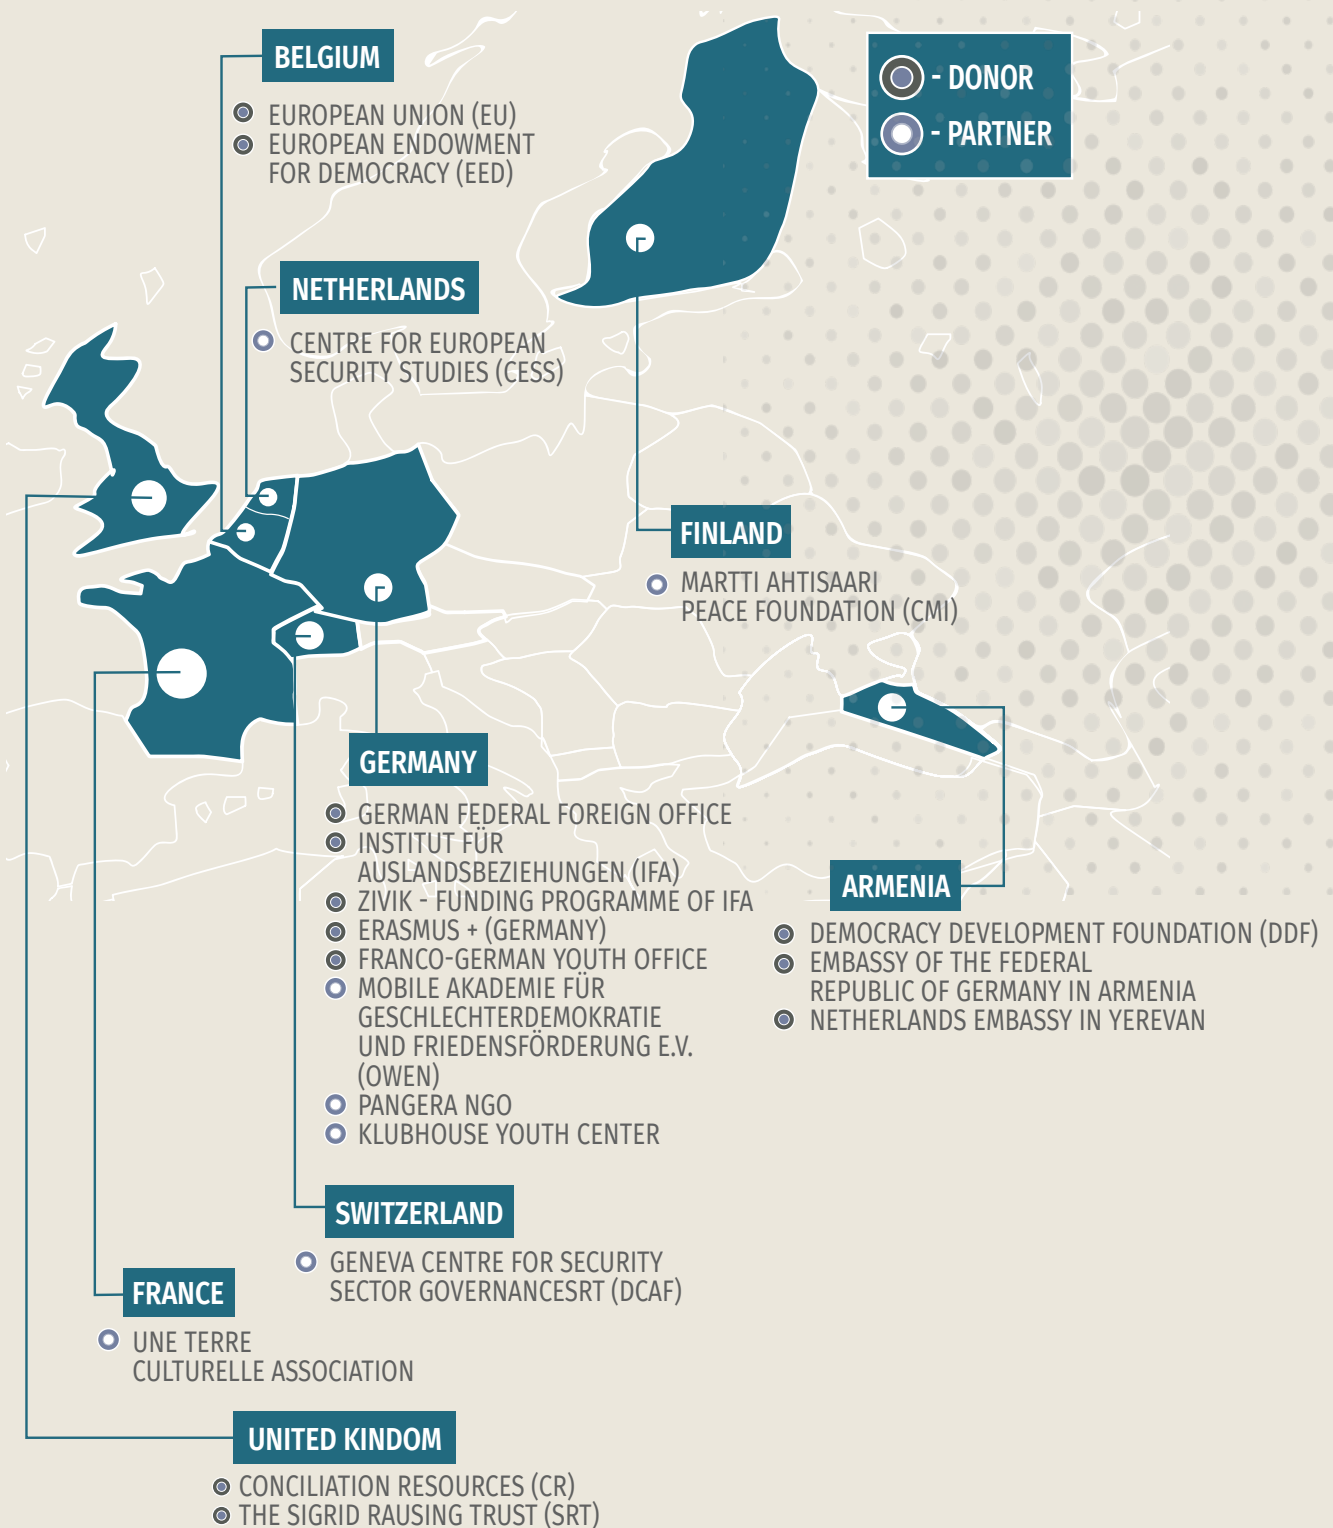 BELGIUM
EUROPEAN UNION (EU)
EUROPEAN ENDOWMENT
FOR DEMOCRACY (EED)
- DONOR
- PARTNER
NETHERLANDS
CENTRE FOR EUROPEAN
SECURITY STUDIES (CESS)
FINLAND
MARTTI AHTISAARI
PEACE FOUNDATION (CMI)
GERMANY
GERMAN FEDERAL FOREIGN OFFICE
INSTITUT FÜR
AUSLANDSBEZIEHUNGEN (IFA)
ZIVIK - FUNDING PROGRAMME OF IFA
ERASMUS + (GERMANY)
FRANCO-GERMAN YOUTH OFFICE
MOBILE AKADEMIE FÜR
GESCHLECHTERDEMOKRATIE
UND FRIEDENSFÖRDERUNG E.V.
(OWEN)
PANGERA NGO
KLUBHOUSE YOUTH CENTER
ARMENIA
DEMOCRACY DEVELOPMENT FOUNDATION (DDF)
EMBASSY OF THE FEDERAL
REPUBLIC OF GERMANY IN ARMENIA
NETHERLANDS EMBASSY IN YEREVAN
SWITZERLAND
GENEVA CENTRE FOR SECURITY
SECTOR GOVERNANCESRT (DCAF)
FRANCE
UNE TERRE
CULTURELLE ASSOCIATION
UNITED KINDOM
CONCILIATION RESOURCES (CR)
THE SIGRID RAUSING TRUST (SRT)